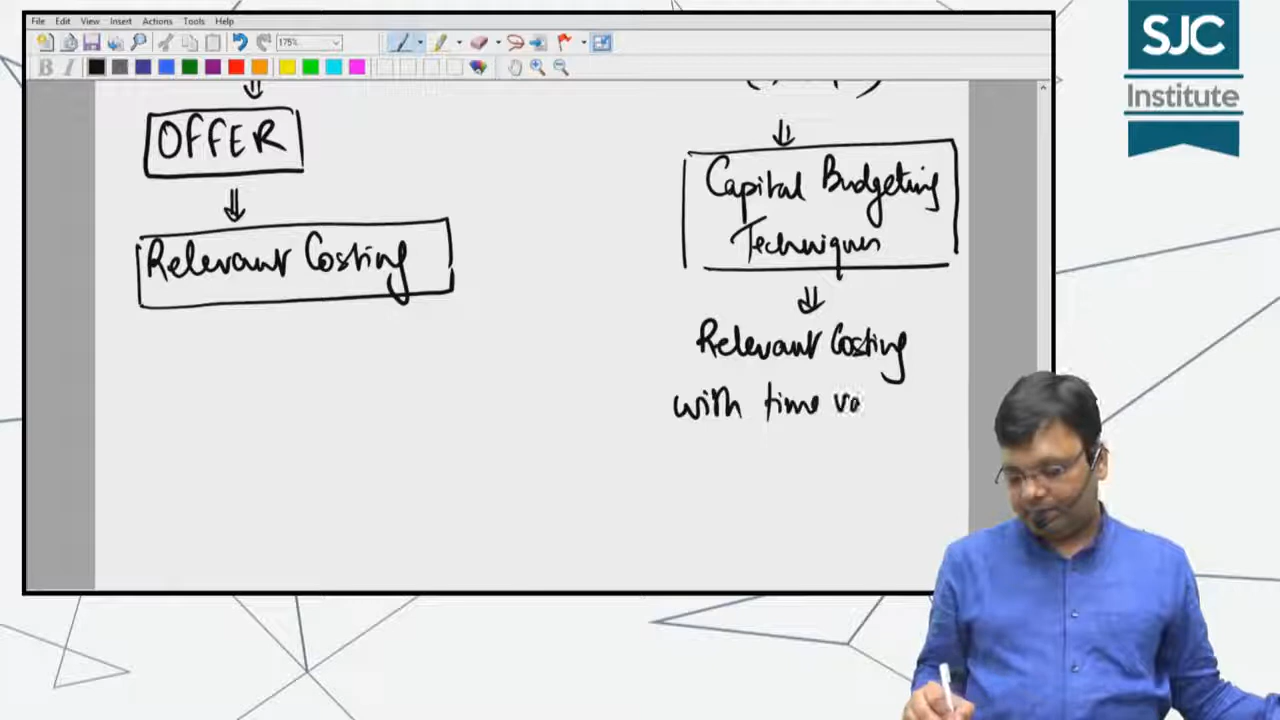 File Edit View Insert Actions Tools Help
175%
B I
SJC
Institute
OFFER
Relevant Costing
Capital Budgeting
Techniques
Relevant Costing
with time va